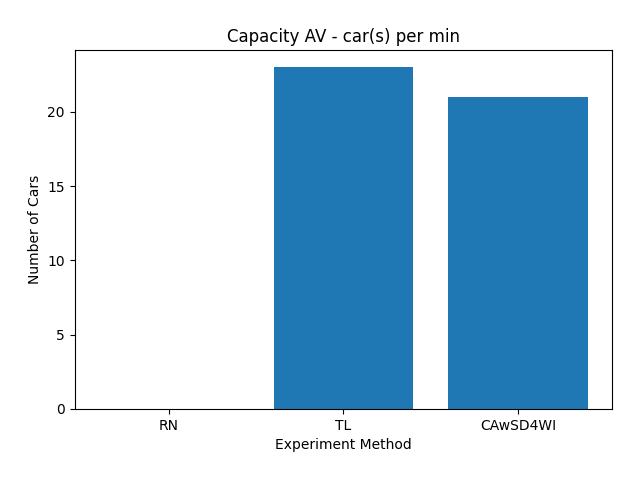 Capacity AV - car(s) per min
Number of Cars
20
15
10
5
0
RN TL CAwSD4WI
Experiment Method